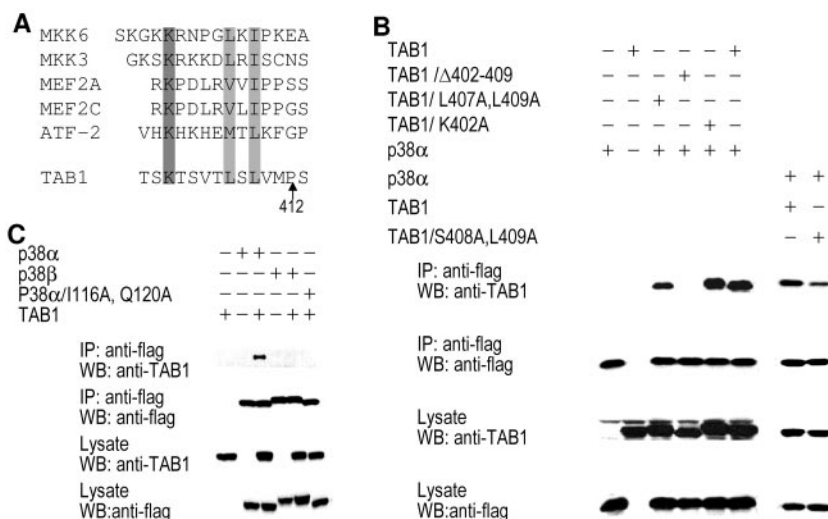 A
MKK6 SKGKKRNPGLKIPKEA
MKK3 GKSKRKKDLRISCNS
MEF2A RKPDLRVVIPPSS
MEF2C RKPDLRVLIPPGS
ATF-2 VHKHKHEMTLKFGP
TAB1 TSKTSVTLSLVMPS
412
B
TAB1 – + – – – +
TAB1 /Δ402-409 – – – + – –
TAB1/ L407A,L409A – – + – – –
TAB1/ K402A – – – – + –
p38α + – + + + +
p38α + +
TAB1 + –
TAB1/S408A,L409A – +
IP: anti-flag
WB: anti-TAB1
IP: anti-flag
WB: anti-flag
Lysate
WB: anti-TAB1
Lysate
WB:anti-flag
C
p38α – + + – – –
p38β – – – + + –
P38α/I116A, Q120A – – – – – +
TAB1 + – + – + +
IP: anti-flag
WB: anti-TAB1
IP: anti-flag
WB: anti-flag
Lysate
WB: anti-TAB1
Lysate
WB:anti-flag